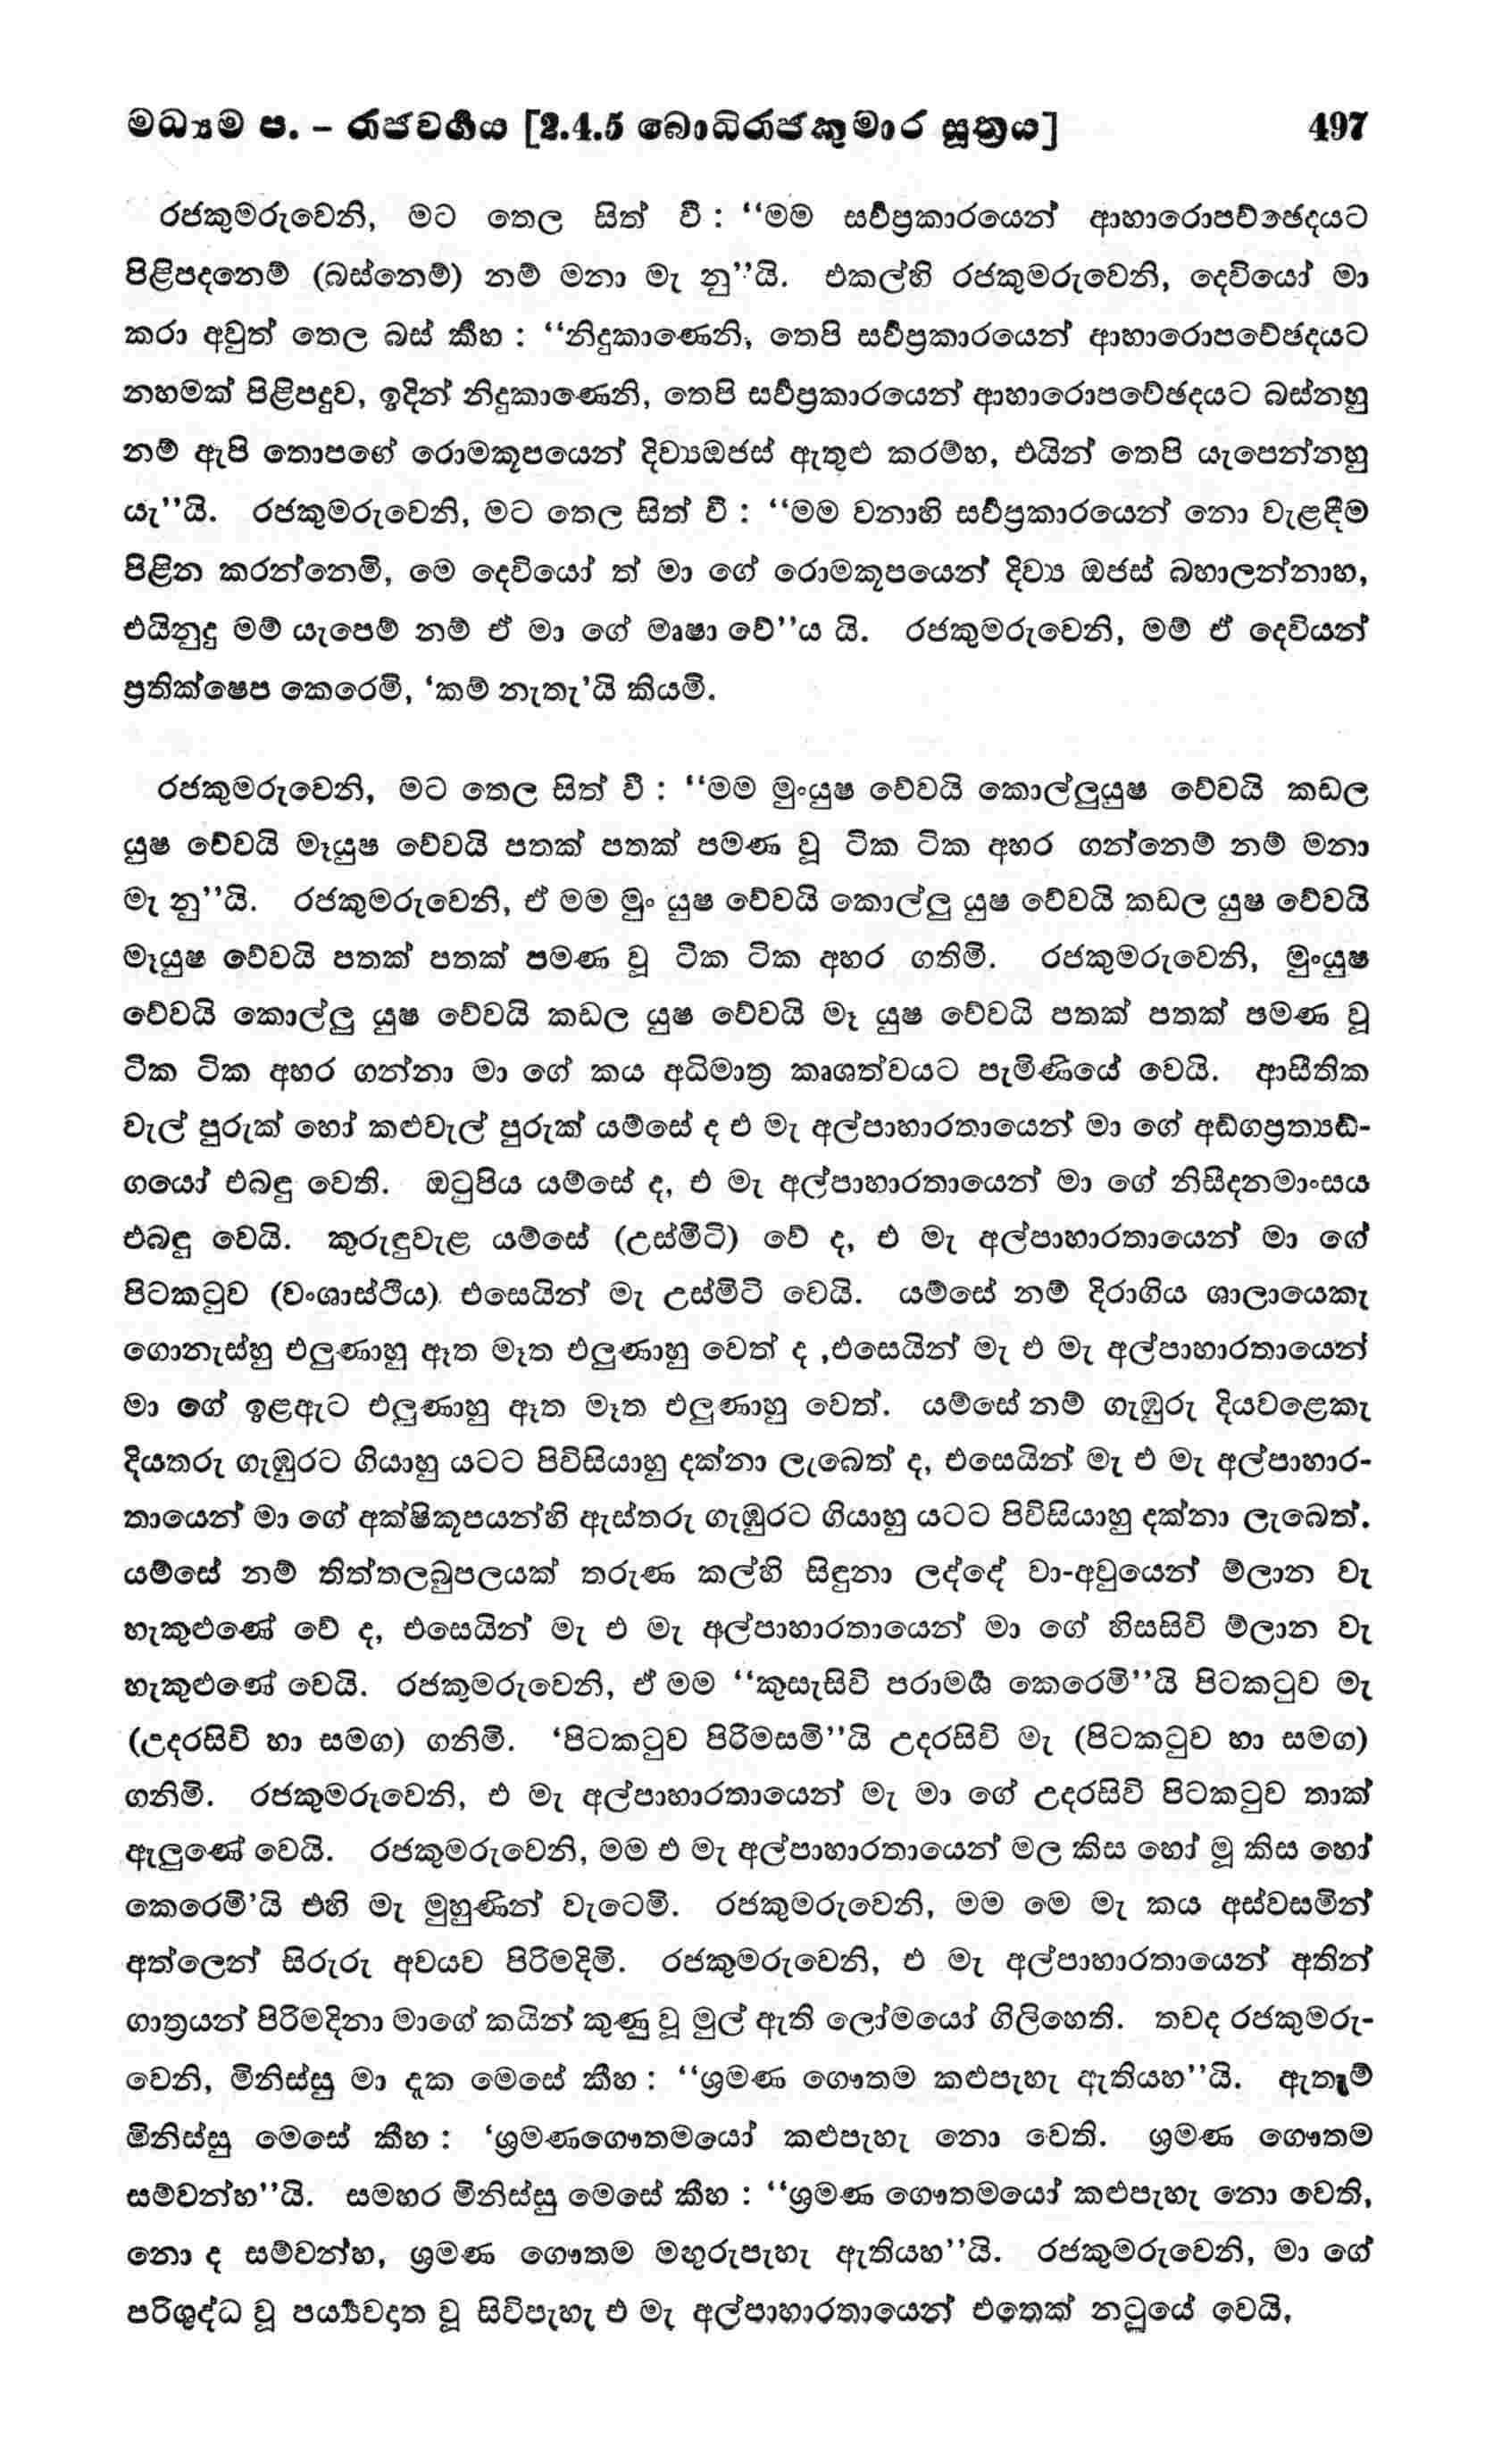 මධ්‍යම ප. – රාජවර්‍ගය [2.4.5 බොධිරාජකුමාර සූත්‍රය] 497
රජකුමරුවෙනි, මට තෙල සිත් වී : “මම සර්‍වප්‍රකාරයෙන් ආහාරොපච්ඡෙදයට
පිළිපදනෙම් (බස්නෙම්) නම් මනා මැ නු”යි. එකල්හි රජකුමරුවෙනි, දෙවියෝ මා
කරා අවුත් තෙල බස් කීහ : “නිදුකාණෙනි, තෙපි සර්‍වප්‍රකාරයෙන් ආහාරොපච්ඡෙදයට
නහමක් පිළිපදුව, ඉදින් නිදුකාණෙනි, තෙපි සර්‍වප්‍රකාරයෙන් ආහාරොපච්ඡෙදයට බස්නහු
නම් ඇපි තොපගේ රොමකූපයෙන් දිව්‍යඔජස් ඇතුළු කරම්හ, එයින් තෙපි යැපෙන්නහු
යැ”යි. රජකුමරුවෙනි, මට තෙල සිත් වී : “මම වනාහි සර්‍වප්‍රකාරයෙන් නො වැළඳීම
පිළින කරන්නෙමි, මෙ දෙවියෝ ත් මා ගේ රොමකූපයෙන් දිව්‍ය ඔජස් බහාලන්නාහ,
එයිනුදු මම් යැපෙම් නම් ඒ මා ගේ මෘෂා වේ”ය යි. රජකුමරුවෙනි, මම් ඒ දෙවියන්
ප්‍රතික්ෂෙප කෙරෙමි, ‘කම් නැතැ’යි කියමි.
රජකුමරුවෙනි, මට තෙල සිත් වී : “මම මුංයුෂ වේවයි කොල්ලුයුෂ වේවයි කඩල
යුෂ වේවයි මෑයුෂ වේවයි පතක් පතක් පමණ වූ ටික ටික අහර ගන්නෙම් නම් මනා
මැ නු”යි. රජකුමරුවෙනි, ඒ මම මුං යුෂ වේවයි කොල්ලු යුෂ වේවයි කඩල යුෂ වේවයි
මෑයුෂ වේවයි පතක් පතක් පමණ වූ ටික ටික අහර ගතිමි. රජකුමරුවෙනි, මුංයුෂ
වේවයි කොල්ලු යුෂ වේවයි කඩල යුෂ වේවයි මෑ යුෂ වේවයි පතක් පතක් පමණ වූ
ටික ටික අහර ගන්නා මා ගේ කය අධිමාත්‍ර කෘශත්වයට පැමිණියේ වෙයි. ආසීතික
වැල් පුරුක් හෝ කළුවැල් පුරුක් යම්සේ ද එ මැ අල්පාහාරතායෙන් මා ගේ අඞ්ගප්‍රත්‍යඞ්-
ගයෝ එබඳු වෙති. ඔටුපිය යම්සේ ද, එ මැ අල්පාහාරතායෙන් මා ගේ නිසීදනමාංසය
එබඳු වෙයි. කුරුඳුවැළ යම්සේ (උස්මිටි) වේ ද, එ මැ අල්පාහාරතායෙන් මා ගේ
පිටකටුව (වංශාස්ථිය) එසෙයින් මැ උස්මිටි වෙයි. යම්සේ නම් දිරාගිය ශාලායෙකැ
ගොනැස්හු එලුණාහු ඈත මෑත එලුණාහු වෙත් ද ,එසෙයින් මැ එ මැ අල්පාහාරතායෙන්
මා ගේ ඉළඇට එලුණාහු ඈත මෑත එලුණාහු වෙත්. යම්සේ නම් ගැඹුරු දියවළෙකැ
දියතරු ගැඹුරට ගියාහු යටට පිවිසියාහු දක්නා ලැබෙත් ද, එසෙයින් මැ එ මැ අල්පාහාර-
තායෙන් මා ගේ අක්ෂිකූපයන්හි ඇස්තරු ගැඹුරට ගියාහු යටට පිවිසියාහු දක්නා ලැබෙත්.
යම්සේ නම් තිත්තලබුපලයක් තරුණ කල්හි සිඳුනා ලද්දේ වා-අවුයෙන් ම්ලාන වැ
හැකුළුණේ වේ ද, එසෙයින් මැ එ මැ අල්පාහාරතායෙන් මා ගේ හිසසිවි ම්ලාන වැ
හැකුළුණේ වෙයි. රජකුමරුවෙනි, ඒ මම “කුසැසිවි පරාමර්‍ශ කෙරෙමි”යි පිටකටුව මැ
(උදරසිවි හා සමග) ගනිමි. ‘පිටකටුව පිරිමසමි”යි උදරසිවි මැ (පිටකටුව හා සමග)
ගනිමි. රජකුමරුවෙනි, එ මැ අල්පාහාරතායෙන් මැ මා ගේ උදරසිවි පිටකටුව තාක්
ඇලුණේ වෙයි. රජකුමරුවෙනි, මම එ මැ අල්පාහාරතායෙන් මල කිස හෝ මූ කිස හෝ
කෙරෙමි’යි එහි මැ මුහුණින් වැටෙමි. රජකුමරුවෙනි, මම මෙ මැ කය අස්වසමින්
අත්ලෙන් සිරුරු අවයව පිරිමදිමි. රජකුමරුවෙනි, එ මැ අල්පාහාරතායෙන් අතින්
ගාත්‍රයන් පිරිමදිනා මාගේ කයින් කුණු වූ මුල් ඇති ලෝමයෝ ගිලිහෙති. තවද රජකුමරු-
වෙනි, මිනිස්සු මා දැක මෙසේ කීහ : “ශ්‍රමණ ගෞතම කළුපැහැ ඇතියහ”යි. ඇතැම්
මිනිස්සු මෙසේ කීහ : ‘ශ්‍රමණගෞතමයෝ කළුපැහැ නො වෙති. ශ්‍රමණ ගෞතම
සම්වන්හ”යි. සමහර මිනිස්සු මෙසේ කීහ : “ශ්‍රමණ ගෞතමයෝ කළුපැහැ නො වෙති,
නො ද සම්වන්හ, ශ්‍රමණ ගෞතම මඟුරුපැහැ ඇතියහ”යි. රජකුමරුවෙනි, මා ගේ
පරිශුද්ධ වූ පර්‍ය්‍යවදාත වූ සිවිපැහැ එ මැ අල්පාහාරතායෙන් එතෙක් නටුයේ වෙයි,